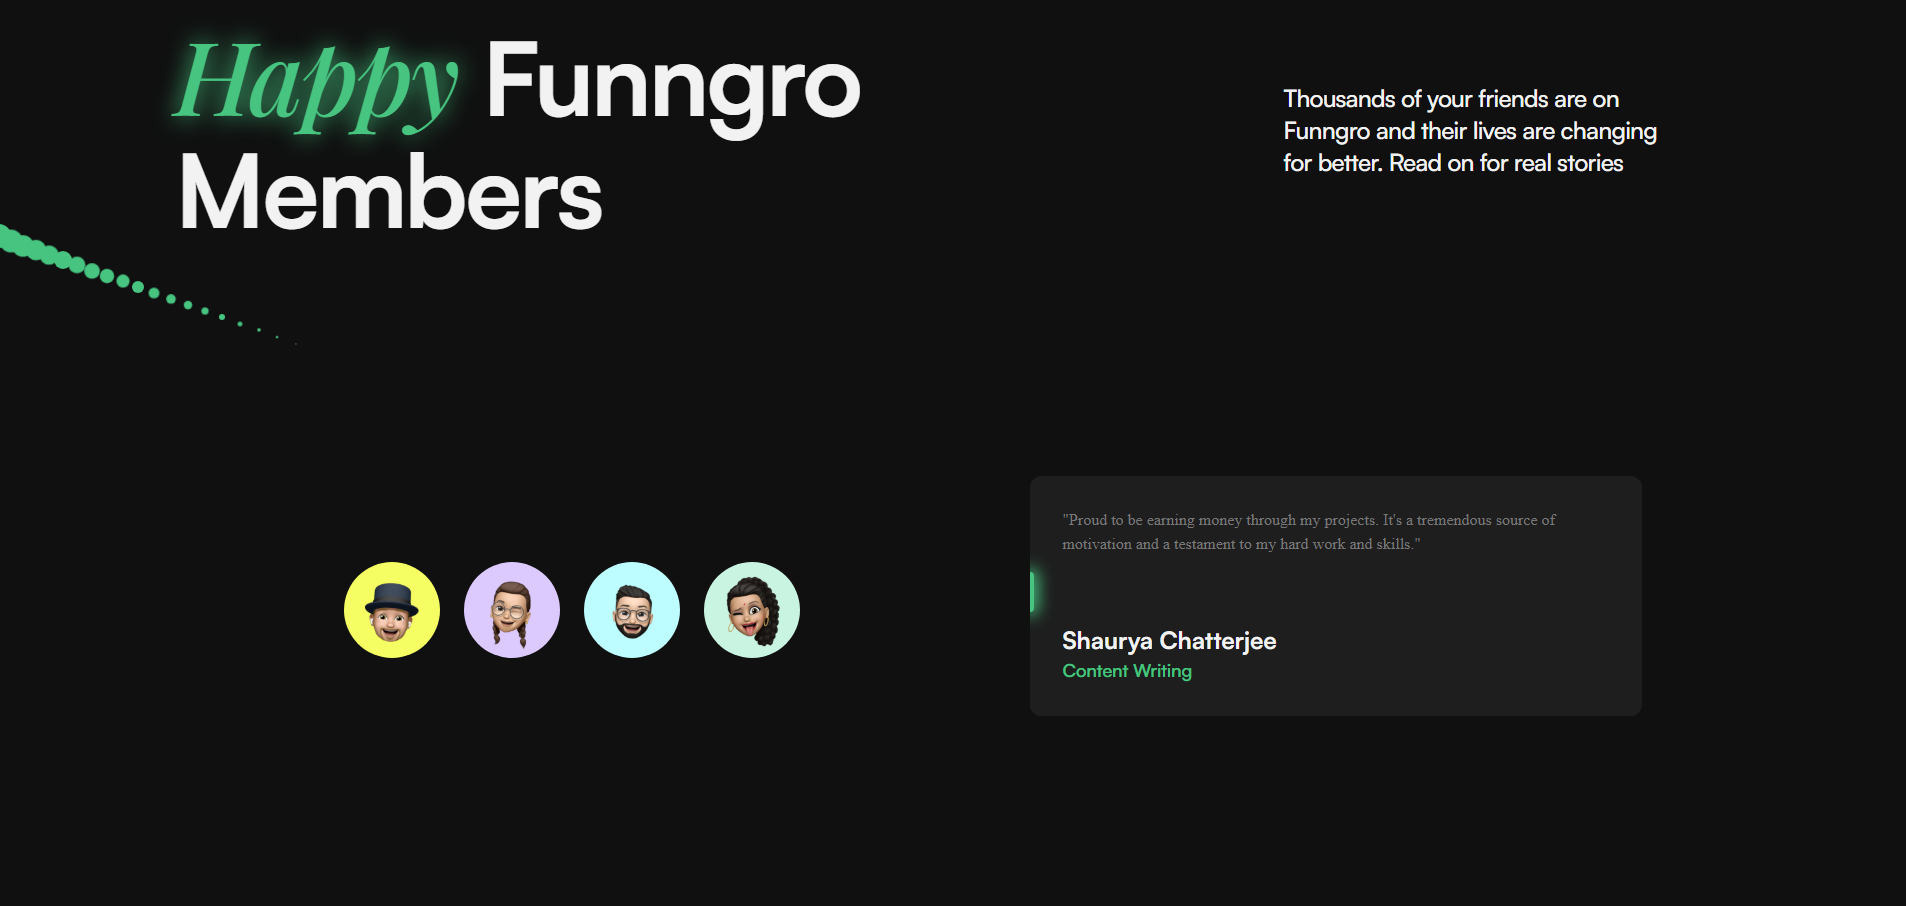 Happy Funngro
Members
Thousands of your friends are on
Funngro and their lives are changing
for better. Read on for real stories
"Proud to be earning money through my projects. It's a tremendous source of
motivation and a testament to my hard work and skills."
Shaurya Chatterjee
Content Writing